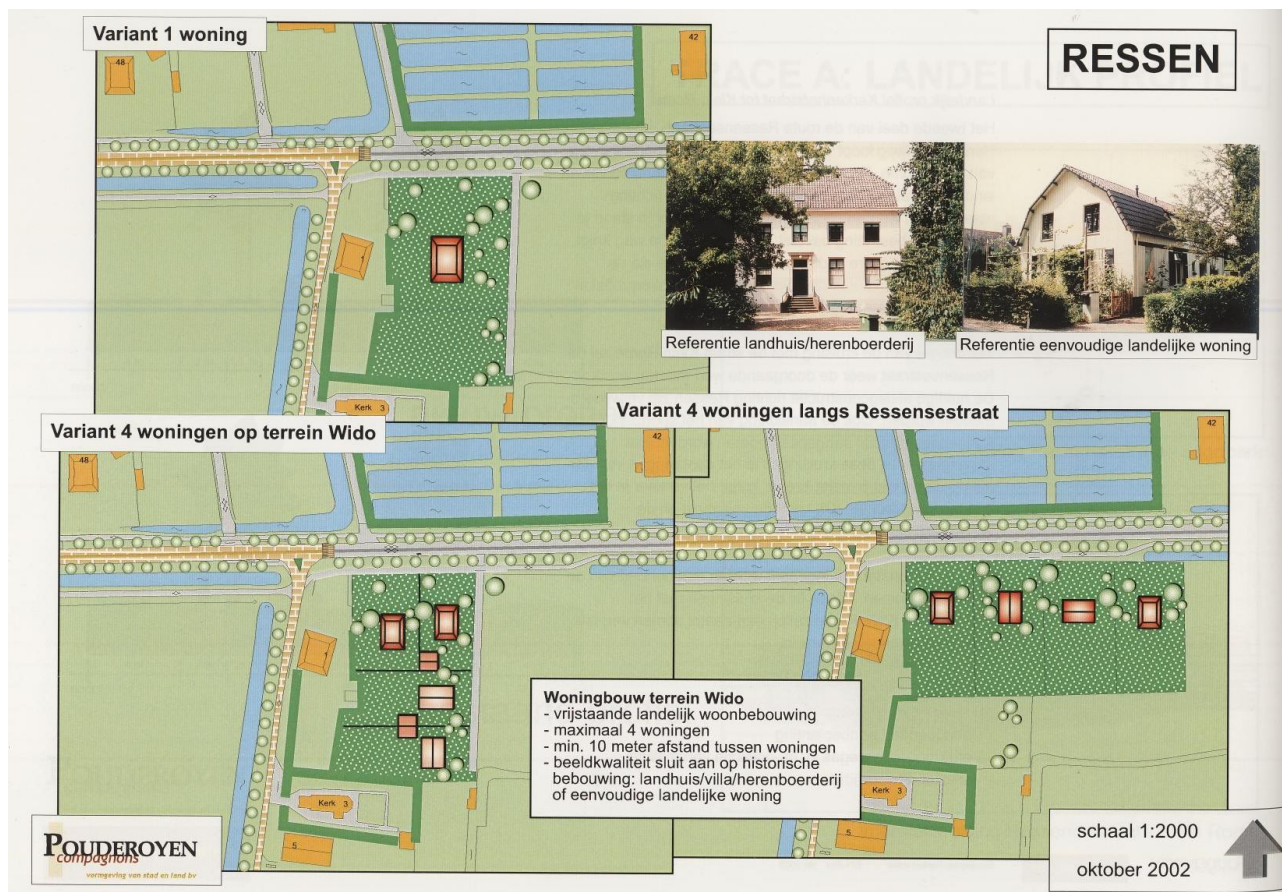 Variant 1 woning
RESSEN
48
42
Kerk 3
Referentie landhuis/herenboerderij
Referentie eenvoudige landelijke woning
Variant 4 woningen op terrein Wido
48
42
Kerk 3
5
Variant 4 woningen langs Ressensestraat
42
Kerk 3
5
Woningbouw terrein Wido
- vrijstaande landelijk woonbebouwing
- maximaal 4 woningen
- min. 10 meter afstand tussen woningen
- beeldkwaliteit sluit aan op historische
bebouwing: landhuis/villa/herenboerderij
of eenvoudige landelijke woning
POUDEROYEN
compagnons
vormgeving van stad en land bv
schaal 1:2000
oktober 2002